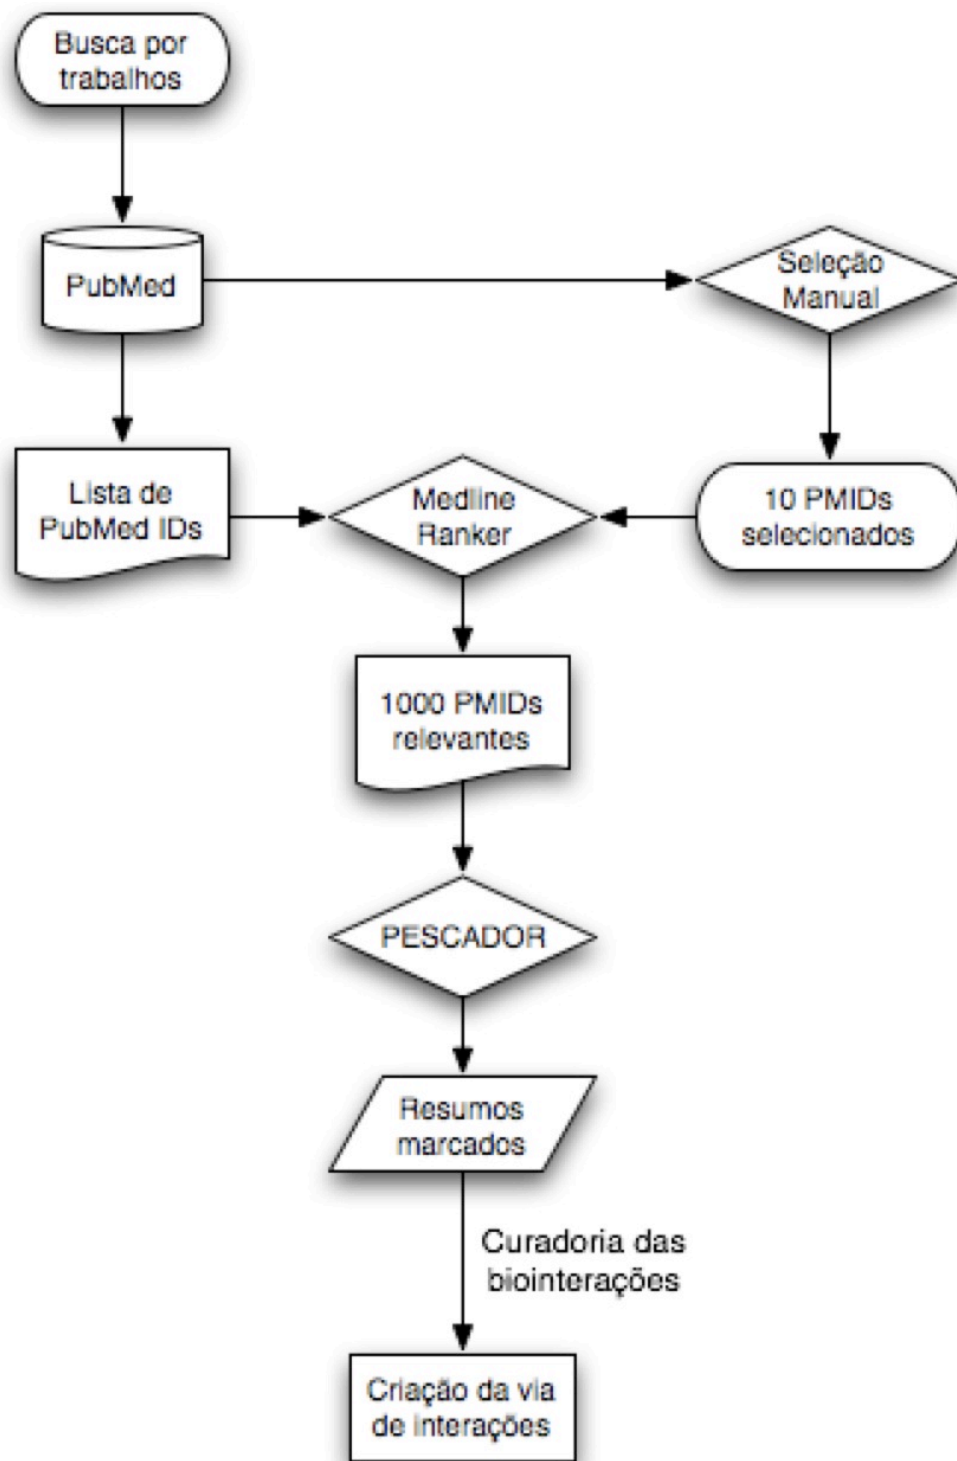 Busca por
trabalhos
PubMed
Seleção
Manual
Lista de
PubMed IDs
Medline
Ranker
10 PMIDs
selecionados
1000 PMIDs
relevantes
PESCADOR
Resumos
marcados
Curadoria das
biointerações
Criação da via
de interações